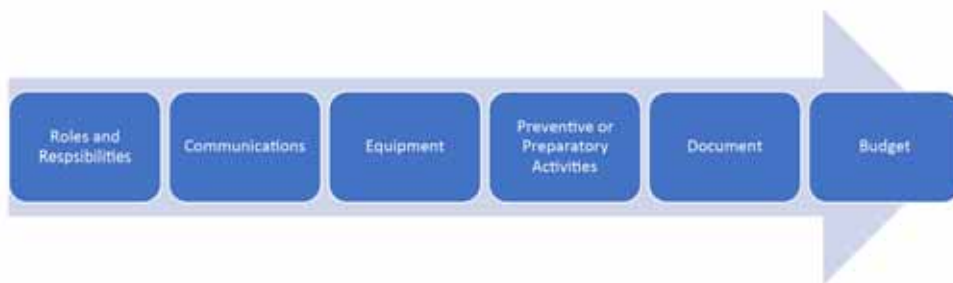 Roles and
Respsibilities
Communications
Equipment
Preventive or
Preparatory
Activities
Document
Budget